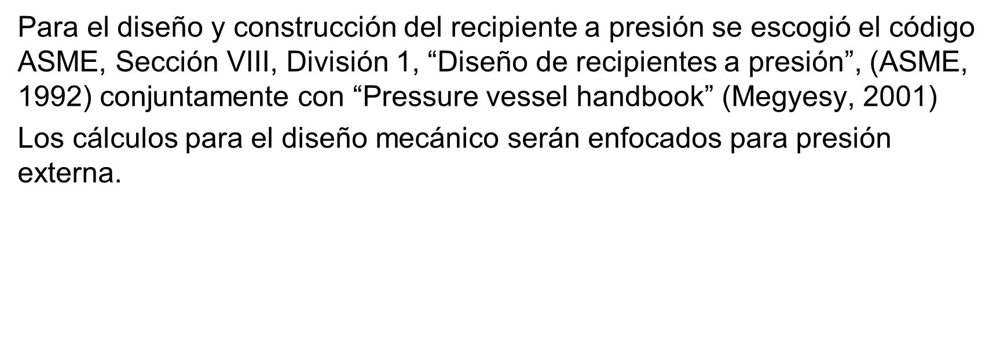 Para el diseño y construcción del recipiente a presión se escogió el código
ASME, Sección VIII, División 1, “Diseño de recipientes a presión”, (ASME,
1992) conjuntamente con “Pressure vessel handbook” (Megyesy, 2001)
Los cálculos para el diseño mecánico serán enfocados para presión
externa.